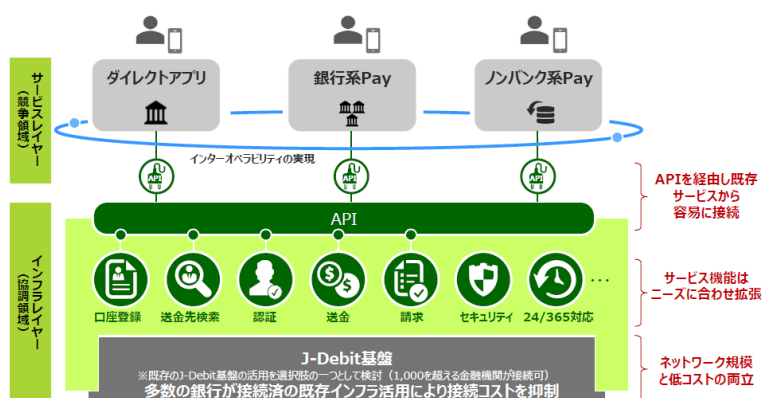 ダイレクトアプリ
銀行系Pay
ノンバンク系Pay
サービスレイヤー
（競争領域）
インターオペラビリティの実現
API
API
API
APIを経由し既存
サービスから
容易に接続
API
インフラレイヤー
（協調領域）
口座登録
送金先検索
認証
送金
請求
セキュリティ
24/365対応
…
サービス機能は
ニーズに合わせ拡張
J-Debit基盤
※既存のJ-Debit基盤の活用を選択肢の一つとして検討（1,000を超える金融機関が接続可）
多数の銀行が接続済の既存インフラ活用により接続コストを抑制
ネットワーク規模
と低コストの両立